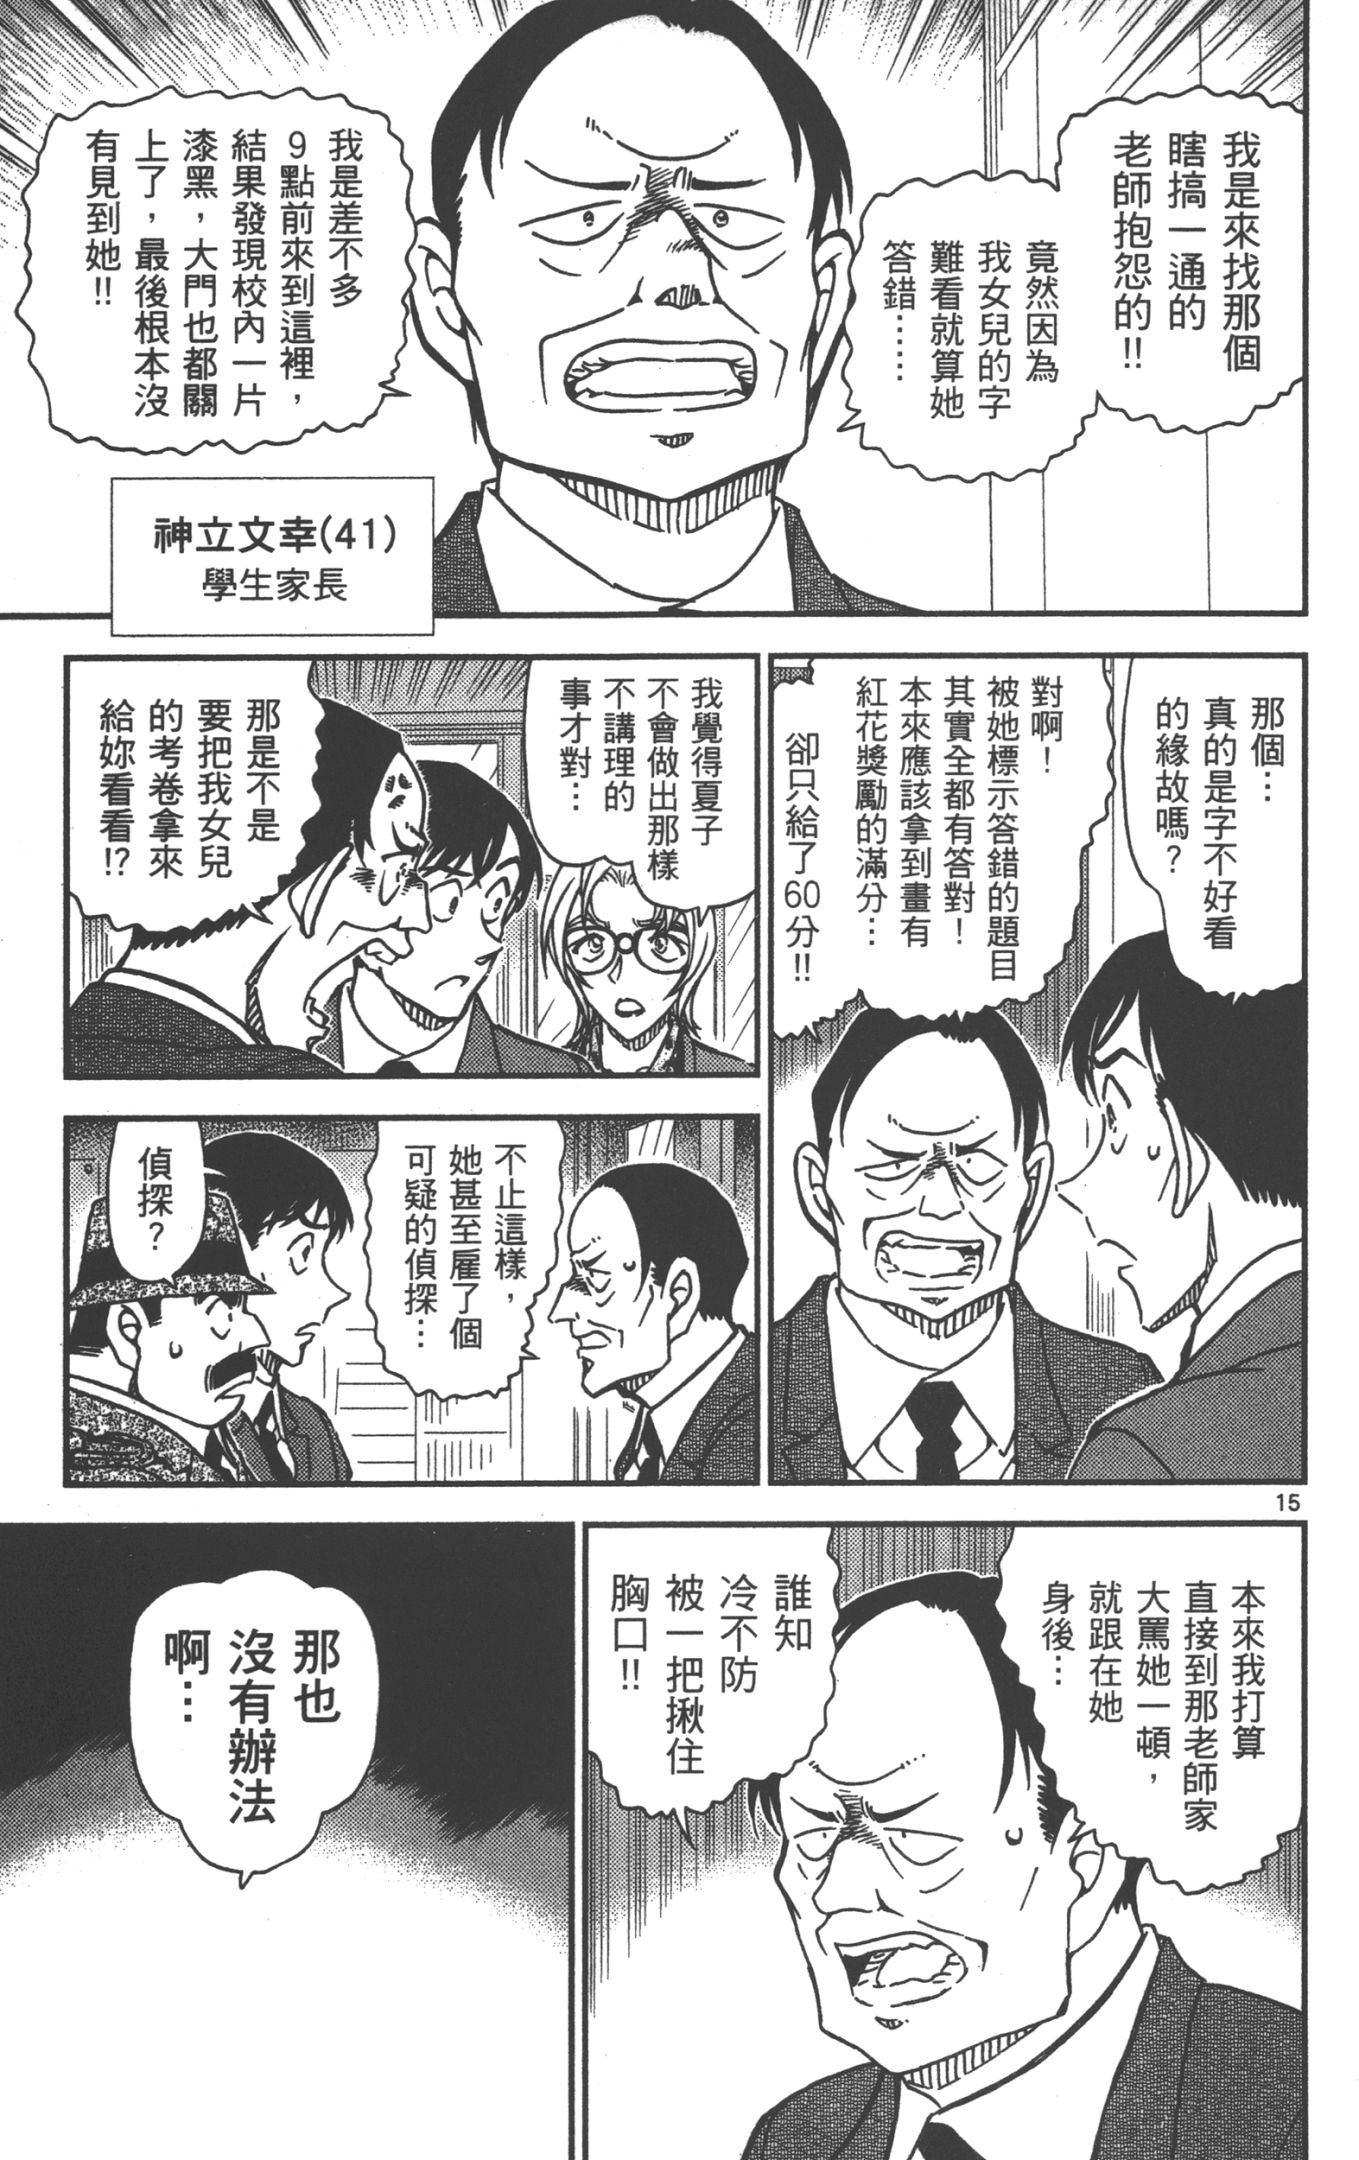 我是來找那個
瞎搞一通的
老師抱怨的!!
竟然因為
我女兒的字
難看就算她
答錯……
我是差不多
9點前來到這裡，
結果發現校內一片
漆黑，大門也都關
上了，最後根本沒
有見到她!!
神立文幸(41)
學生家長
那個…
真的是字不好看
的緣故嗎？
對啊！
被她標示答錯的題目
其實全都有答對！
本來應該拿到畫有
紅花獎勵的滿分…
卻只給了60分!!
我覺得夏子
不會做出那樣
不講理的
事才對…
那是不是
要把我女兒
的考卷拿來
給妳看看!?
不止這樣，
她甚至雇了個
可疑的偵探…
偵探？
15
本來我打算
直接到那老師家
大罵她一頓，
就跟在她
身後…
誰知
冷不防
被一把揪住
胸口!!
那也
沒有辦法
啊…